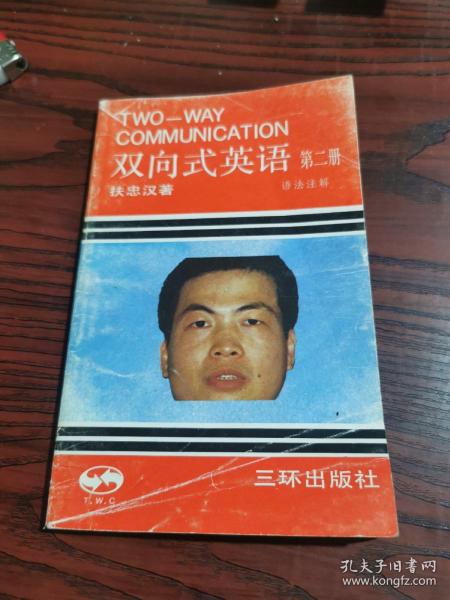 TWO-WAY
COMMUNICATION
双向式英语 第二册
扶忠汉著
语法注解
T.W.C
三环出版社
孔夫子旧书网
www.kongfz.com